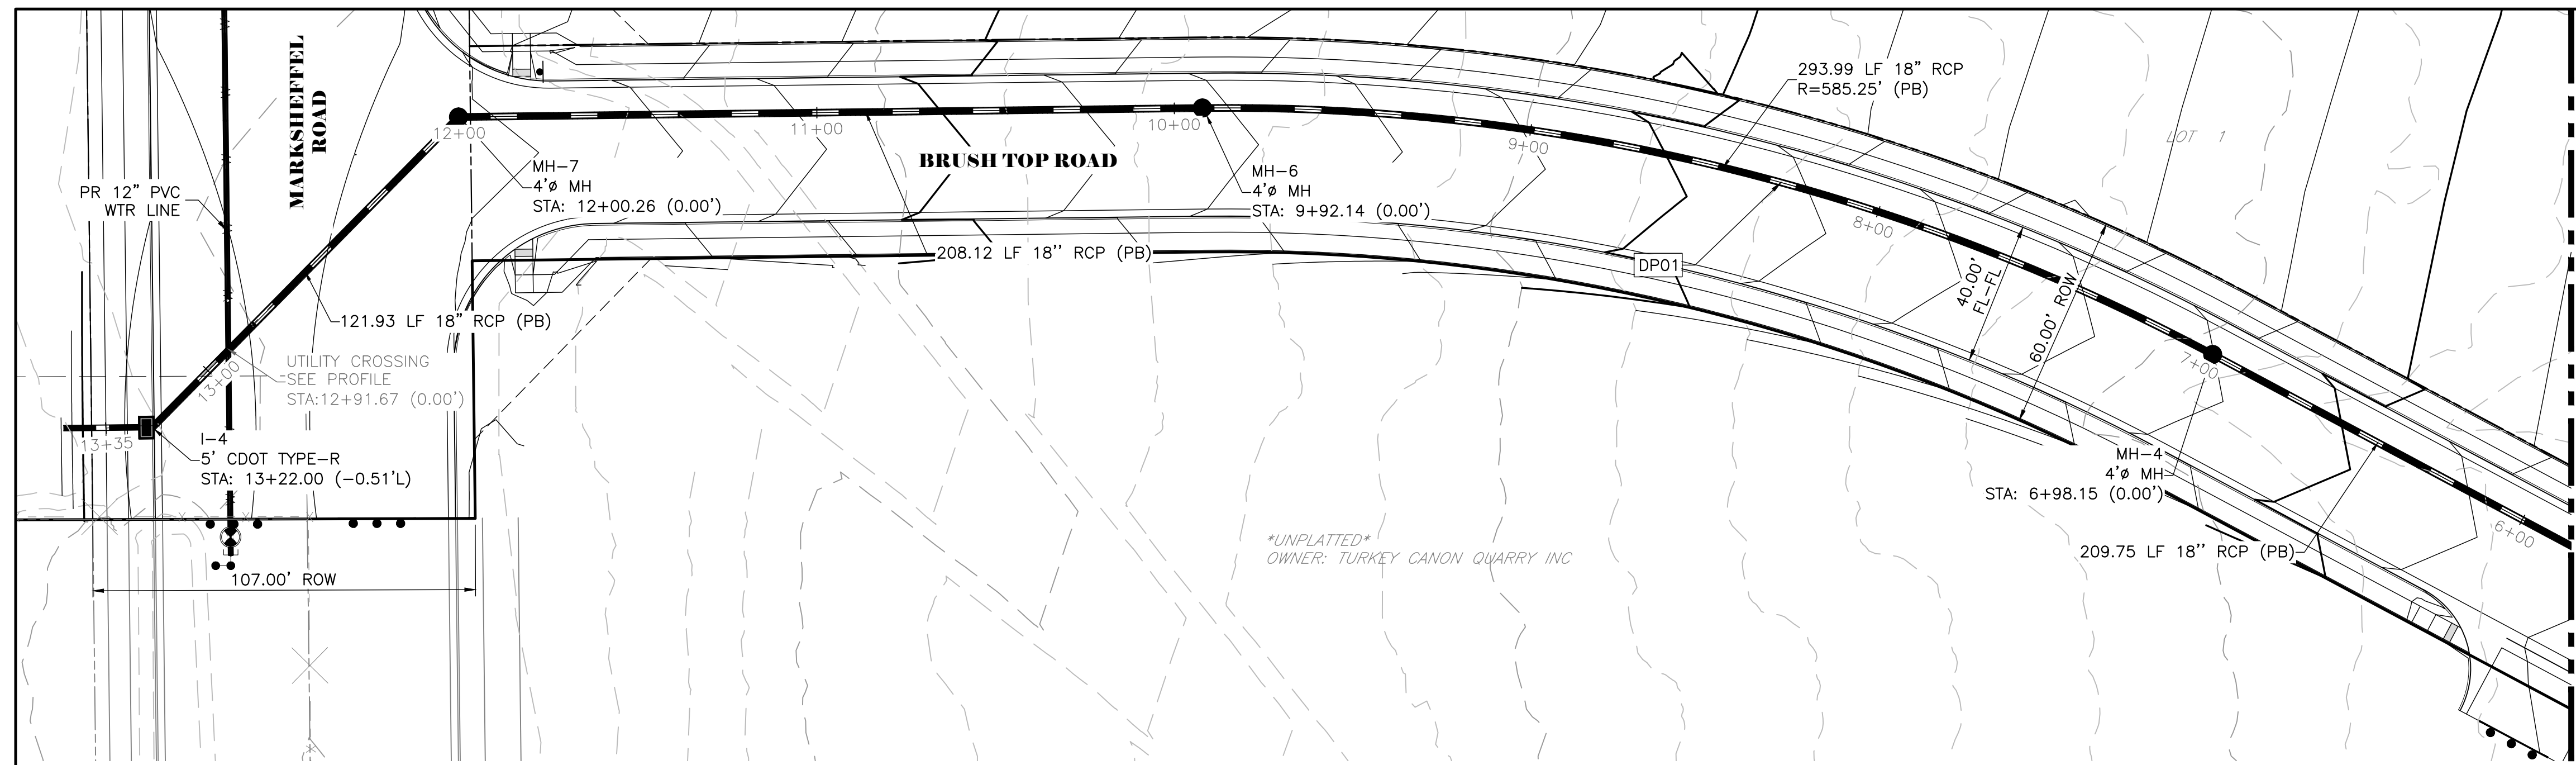 MARKSHEFFEL
ROAD
PR 12" PVC
WTR LINE
12+00
11+00
10+00
9+00
8+00
7+00
6+00
293.99 LF 18" RCP
R=585.25' (PB)
LOT 1
BRUSH TOP ROAD
MH-7
4'ø MH
STA: 12+00.26 (0.00')
MH-6
4'ø MH
STA: 9+92.14 (0.00')
208.12 LF 18'' RCP (PB)
DP01
40.00'
FL-FL
60.00' ROW
121.93 LF 18" RCP (PB)
UTILITY CROSSING
SEE PROFILE
STA:12+91.67 (0.00')
13+00
13+35
I-4
5' CDOT TYPE-R
STA: 13+22.00 (-0.51'L)
MH-4
4'ø MH
STA: 6+98.15 (0.00')
209.75 LF 18'' RCP (PB)
*UNPLATTED*
OWNER: TURKEY CANON QUARRY INC
107.00' ROW